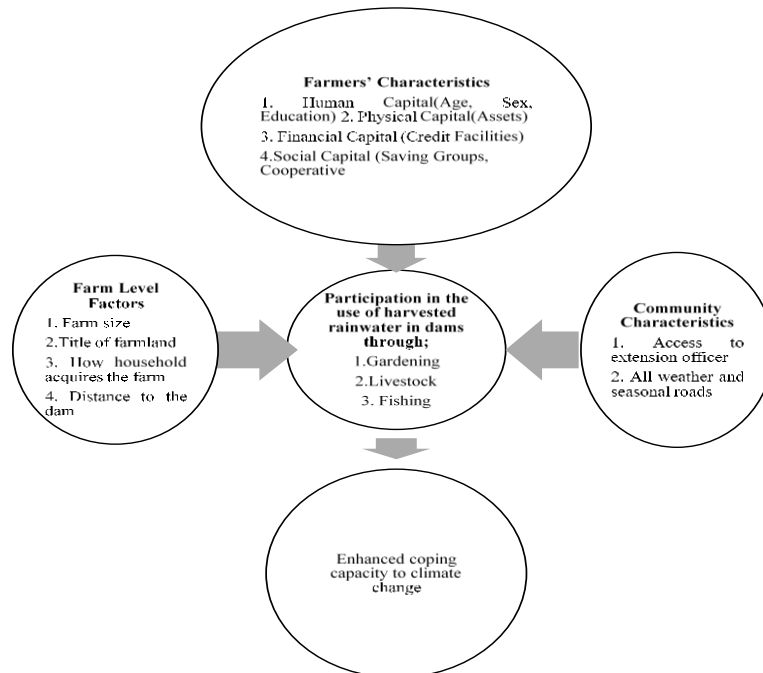 Farmers' Characteristics
1. Human Capital(Age, Sex,
Education) 2. Physical Capital(Assets)
3. Financial Capital (Credit Facilities)
4.Social Capital (Saving Groups,
Cooperative
Farm Level
Factors
1. Farm size
2.Title of farmland
3. How household
acquires the farm
4. Distance to the
dam
Participation in the
use of harvested
rainwater in dams
through;
1.Gardening
2.Livestock
3. Fishing
Community
Characteristics
1. Access to
extension officer
2. All weather and
seasonal roads
Enhanced coping
capacity to climate
change